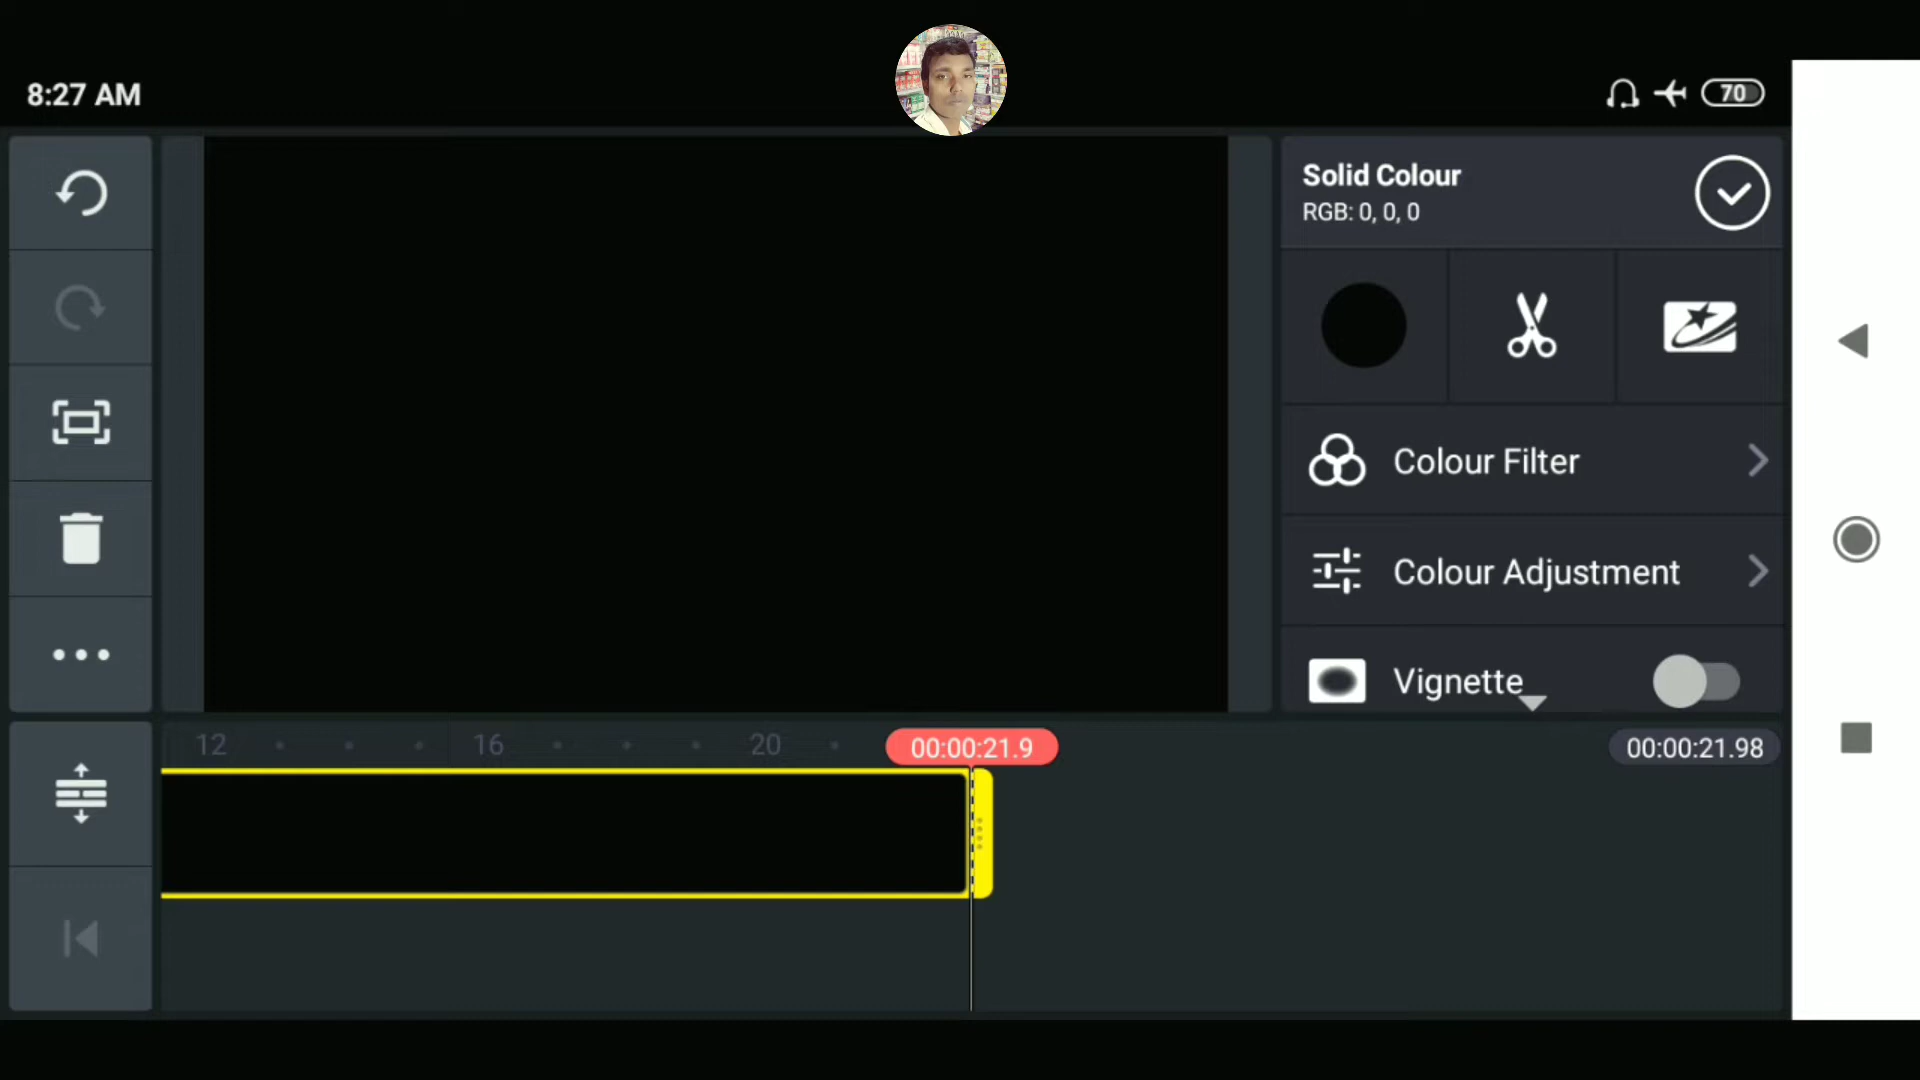 8:27 AM
70
Solid Colour
RGB: 0, 0, 0
Colour Filter
Colour Adjustment
Vignette
12
16
20
00:00:21.9
00:00:21.98